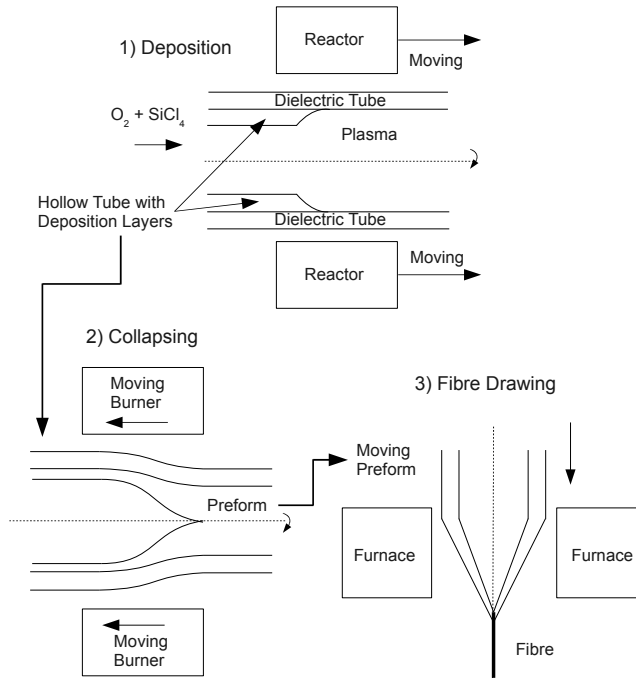 1) Deposition
Reactor
Moving
O2 + SiCl4
Dielectric Tube
Plasma
Hollow Tube with
Deposition Layers
Dielectric Tube
Reactor
Moving
2) Collapsing
Moving
Burner
Preform
Moving
Burner
3) Fibre Drawing
Moving
Preform
Furnace
Furnace
Fibre